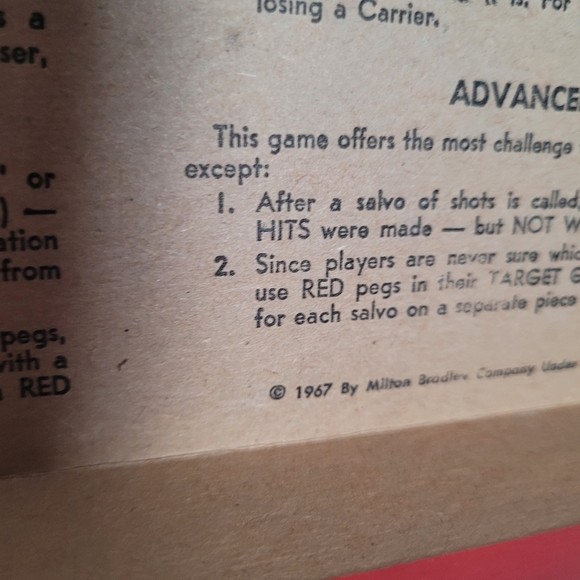 s a
ser,
or
) —
ation
from
pegs,
with a
RED
losing a Carrier.
ADVANCE
This game offers the most challenge
except:
1. After a salvo of shots is called,
HITS were made — but NOT W
2. Since players are never sure whic
use RED pegs in their TARGET G
for each salvo on a separate piece
© 1967 By Milton Bradley Company Under